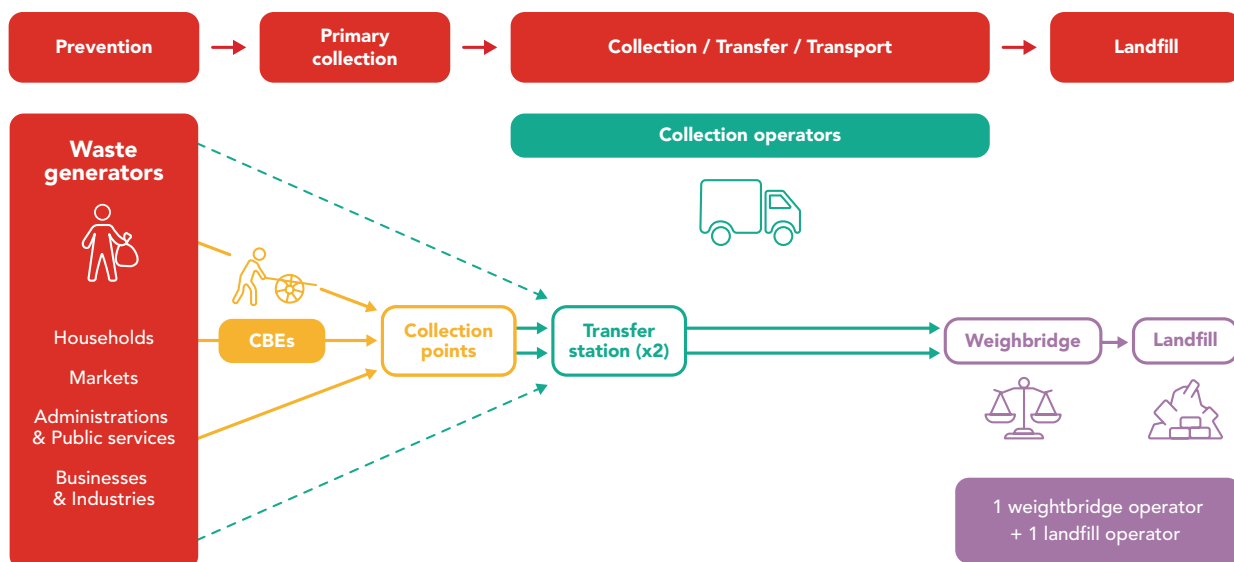 Prevention
Primary
collection
Collection / Transfer / Transport
Landfill
Waste
generators
Households
Markets
Administrations
& Public services
Businesses
& Industries
Collection operators
CBEs
Collection
points
Transfer
station (x2)
Weighbridge
Landfill
1 weightbridge operator
+ 1 landfill operator